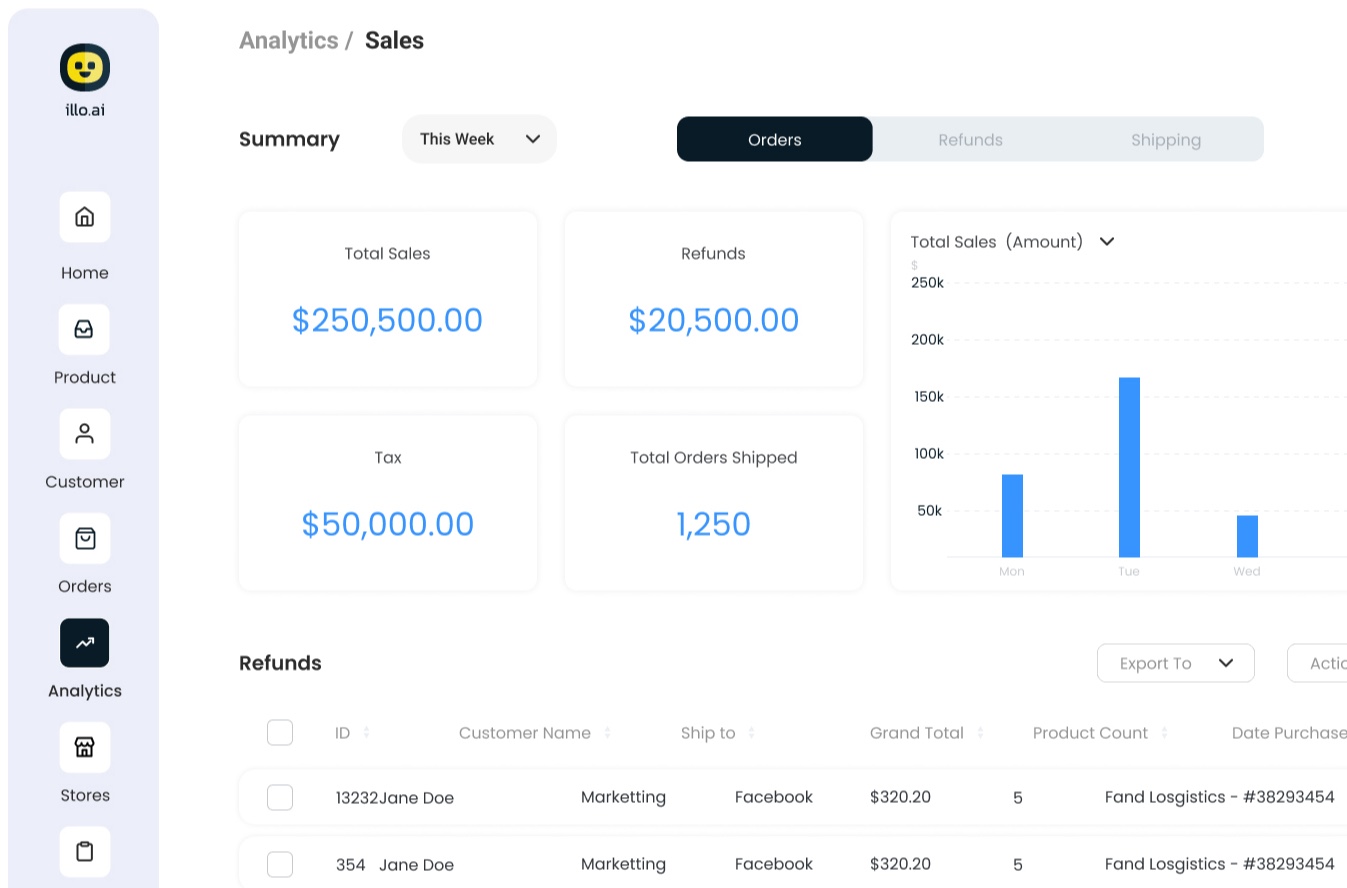 illo.ai
Home
Product
Customer
Orders
Analytics
Stores
Analytics / Sales
Summary
This Week
Orders
Refunds
Shipping
Total Sales
$250,500.00
Refunds
$20,500.00
Tax
$50,000.00
Total Orders Shipped
1,250
Total Sales (Amount)
$
250k
200k
150k
100k
50k
Mon Tue Wed
Refunds
Export To
ID Customer Name Ship to Grand Total Product Count Date Purchase
13232Jane Doe Marketting Facebook $320.20 5 Fand Losgistics - #38293454
354 Jane Doe Marketting Facebook $320.20 5 Fand Losgistics - #38293454